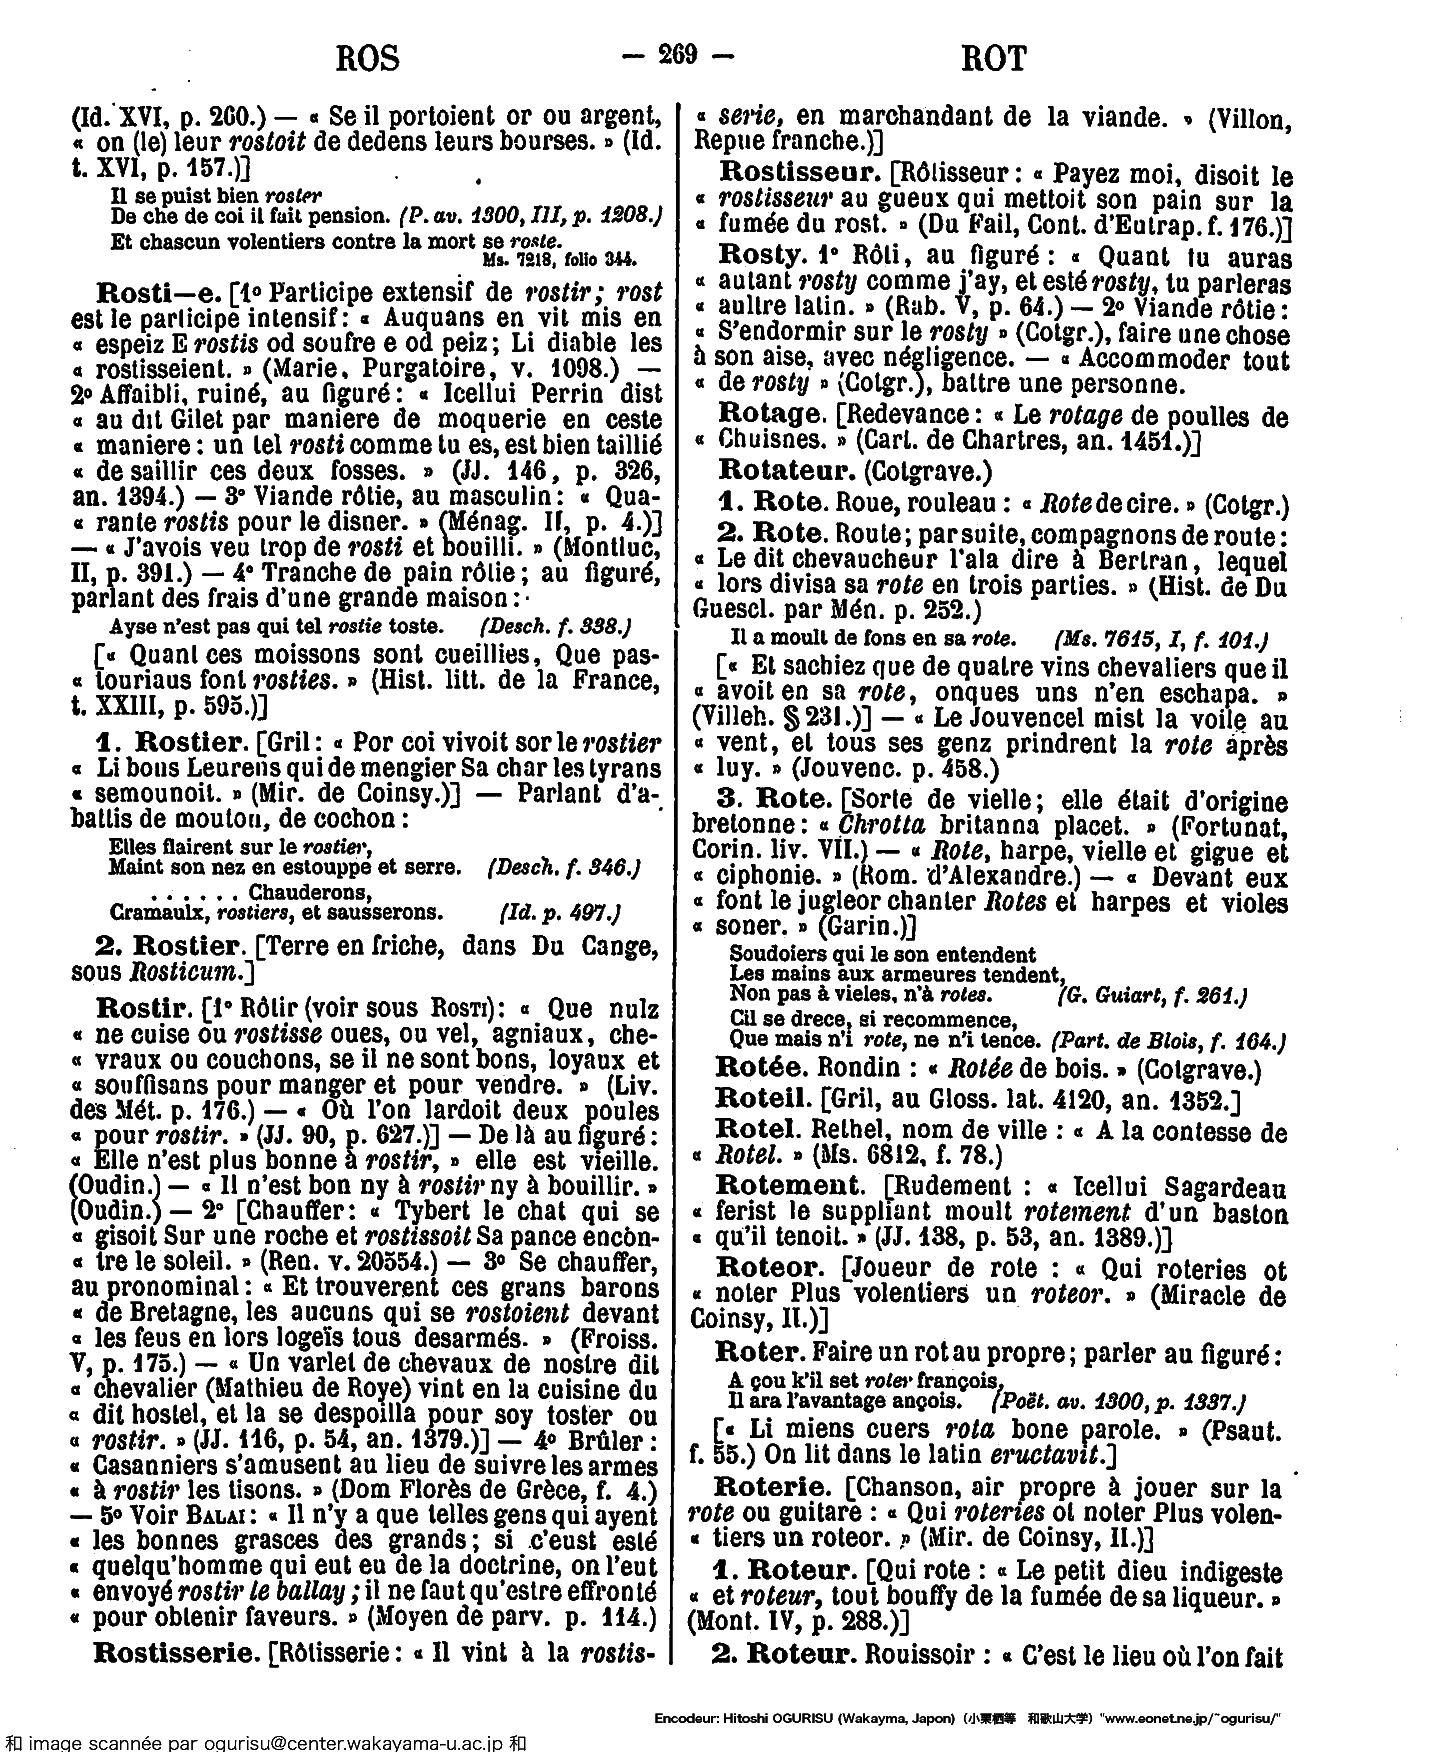 ROS — 269 — ROT
(Id. XVI, p. 260.) — « Se il portoient or ou argent,
« on (le) leur rostoit de dedens leurs bourses. » (Id.
t. XVI, p. 157.)]
Il se puist bien roster
De che de coi il fait pension. (P. av. 1300, III, p. 1208.)
Et chascun volentiers contre la mort se roste.
Ms. 7218, folio 344.
Rosti—e. [1º Participe extensif de rostir; rost
est le participe intensif : « Auquans en vit mis en
« espeiz E rostis od soufre e od peiz; Li diable les
« rostisseient. » (Marie, Purgatoire, v. 1098.) —
2º Affaibli, ruiné, au figuré : « Icellui Perrin dist
« au dit Gilet par maniere de moquerie en ceste
« maniere : un tel rosti comme tu es, est bien taillié
« de saillir ces deux fosses. » (JJ. 146, p. 326,
an. 1394.) — 3º Viande rôtie, au masculin : « Qua-
« rante rostis pour le disner. » (Ménag. II, p. 4.)]
— « J'avois veu trop de rosti et bouilli. » (Montluc,
II, p. 391.) — 4º Tranche de pain rôtie; au figuré,
parlant des frais d'une grande maison :
Ayse n'est pas qui tel rostie toste. (Desch. f. 338.)
[« Quant ces moissons sont cueillies, Que pas-
« touriaus font rosties. » (Hist. litt. de la France,
t. XXIII, p. 595.)]
1. Rostier. [Gril : « Por coi vivoit sor le rostier
« Li bons Leurens qui de mengier Sa char les tyrans
« semounoit. » (Mir. de Coinsy.)] — Parlant d'a-
battis de mouton, de cochon :
Elles flairent sur le rostier,
Maint son nez en estouppe et serre. (Desch. f. 346.)
. . . . . . Chauderons,
Cramaulx, rostiers, et sausserons. (Id. p. 497.)
2. Rostier. [Terre en friche, dans Du Cange,
sous Rosticum.]
Rostir. [1º Rôtir (voir sous ROSTI) : « Que nulz
« ne cuise ou rostisse oues, ou vel, agniaux, che-
« vraux ou couchons, se il ne sont bons, loyaux et
« souffisans pour manger et pour vendre. » (Liv.
des Mét. p. 176.) — « Où l'on lardoit deux poules
« pour rostir. » (JJ. 90, p. 627.)] — De là au figuré :
« Elle n'est plus bonne à rostir, » elle est vieille.
(Oudin.) — « Il n'est bon ny à rostir ny à bouillir. »
(Oudin.) — 2º [Chauffer : « Tybert le chat qui se
« gisoit Sur une roche et rostissoit Sa pance encon-
« tre le soleil. » (Ren. v. 20554.) — 3º Se chauffer,
au pronominal : « Et trouverent ces grans barons
« de Bretagne, les aucuns qui se rostoient devant
« les feus en lors logeïs tous desarmés. » (Froiss.
V, p. 175.) — « Un varlet de chevaux de nostre dit
« chevalier (Mathieu de Roye) vint en la cuisine du
« dit hostel, et la se despoilla pour soy toster ou
« rostir. » (JJ. 116, p. 54, an. 1379.)] — 4º Brûler :
« Casanniers s'amusent au lieu de suivre les armes
« à rostir les tisons. » (Dom Florès de Grèce, f. 4.)
— 5º Voir BALAI : « Il n'y a que telles gens qui ayent
« les bonnes grasces des grands; si c'eust esté
« quelqu'homme qui eut eu de la doctrine, on l'eut
« envoyé rostir le ballay; il ne faut qu'estre effronté
« pour obtenir faveurs. » (Moyen de parv. p. 114.)
Rostisserie. [Rôtisserie : « Il vint à la rostis-
« serie, en marchandant de la viande. » (Villon,
Repue franche.)]
Rostisseur. [Rôtisseur : « Payez moi, disoit le
« rostisseur au gueux qui mettoit son pain sur la
« fumée du rost. » (Du Fail, Cont. d'Eutrap. f. 176.)]
Rosty. 1º Rôti, au figuré : « Quant tu auras
« autant rosty comme j'ay, et esté rosty, tu parleras
« aultre latin. » (Rab. V, p. 64.) — 2º Viande rôtie :
« S'endormir sur le rosty » (Cotgr.), faire une chose
à son aise, avec négligence. — « Accommoder tout
« de rosty » (Cotgr.), battre une personne.
Rotage. [Redevance : « Le rotage de poulles de
« Chuisnes. » (Cart. de Chartres, an. 1451.)]
Rotateur. (Cotgrave.)
1. Rote. Roue, rouleau : « Rote de cire. » (Cotgr.)
2. Rote. Route; par suite, compagnons de route :
« Le dit chevaucheur l'ala dire à Bertran, lequel
« lors divisa sa rote en trois parties. » (Hist. de Du
Guescl. par Mén. p. 252.)
Il a moult de fons en sa rote. (Ms. 7615, I, f. 101.)
[« Et sachiez que de quatre vins chevaliers que il
« avoit en sa rote, onques uns n'en eschapa. »
(Villeh. § 231.)] — « Le Jouvencel mist la voile au
« vent, et tous ses genz prindrent la rote après
« luy. » (Jouvenc. p. 458.)
3. Rote. [Sorte de vielle; elle était d'origine
bretonne : « Chrotta britanna placet. » (Fortunat,
Corin. liv. VII.) — « Rote, harpe, vielle et gigue et
« ciphonie. » (Rom. d'Alexandre.) — « Devant eux
« font le jugleor chanter Rotes et harpes et violes
« soner. » (Garin.)]
Soudoiers qui le son entendent
Les mains aux armeures tendent,
Non pas à vieles, n'à rotes. (G. Guiart, f. 261.)
Cil se drece, si recommence,
Que mais n'i rote, ne n'i tence. (Part. de Blois, f. 164.)
Rotée. Rondin : « Rotée de bois. » (Cotgrave.)
Roteil. [Gril, au Gloss. lat. 4120, an. 1352.]
Rotel. Rethel, nom de ville : « A la contesse de
« Rotel. » (Ms. 6812, f. 78.)
Rotement. [Rudement : « Icellui Sagardeau
« ferist le suppliant moult rotement d'un baston
« qu'il tenoit. » (JJ. 138, p. 53, an. 1389.)]
Roteor. [Joueur de rote : « Qui roteries ot
« noter Plus volentiers un roteor. » (Miracle de
Coinsy, II.)]
Roter. Faire un rot au propre; parler au figuré :
A çou k'il set roter françois,
Il ara l'avantage ançois. (Poët. av. 1300, p. 1337.)
[« Li miens cuers rota bone parole. » (Psaut.
f. 55.) On lit dans le latin eructavit.]
Roterie. [Chanson, air propre à jouer sur la
rote ou guitare : « Qui roteries ot noter Plus volen-
« tiers un roteor. » (Mir. de Coinsy, II.)]
1. Roteur. [Qui rote : « Le petit dieu indigeste
« et roteur, tout bouffy de la fumée de sa liqueur. »
(Mont. IV, p. 288.)]
2. Roteur. Rouissoir : « C'est le lieu où l'on fait
Encodeur: Hitoshi OGURISU (Wakayma, Japon) (小栗栖等 和歌山大学) "www.eonet.ne.jp/~ogurisu/"
和 image scannée par ogurisu@center.wakayama-u.ac.jp 和